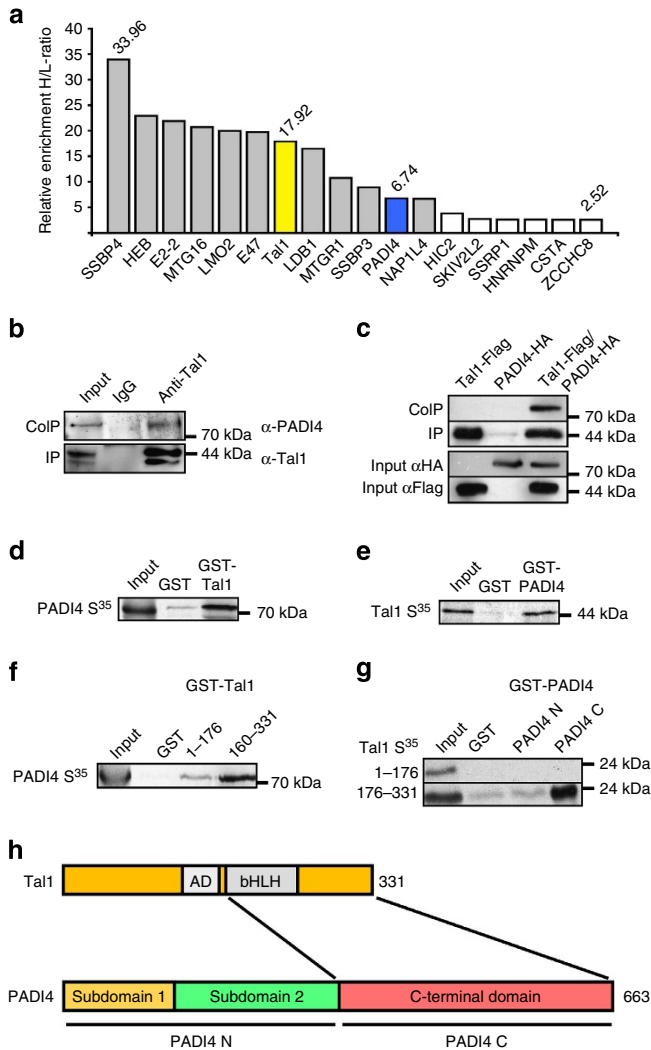 a
Relative enrichment H/L-ratio
40
35
30
25
20
15
10
5
33.96
17.92
6.74
2.52
SSBP4
HEB
E2-2
MTG16
LMO2
E47
Tal1
LDB1
MTGR1
SSBP3
PADI4
NAP1L4
HIC2
SKIV2L2
SSRP1
HNRNPM
CSTA
ZCCHC8
b
Input
IgG
Anti-Tal1
CoIP
70 kDa
α-PADI4
IP
44 kDa
α-Tal1
c
Tal1-Flag
PADI4-HA
Tal1-Flag/
PADI4-HA
CoIP
70 kDa
IP
44 kDa
Input αHA
70 kDa
Input αFlag
44 kDa
d
Input
GST
GST-
Tal1
PADI4 S35
70 kDa
e
Input
GST
GST-
PADI4
Tal1 S35
44 kDa
f
GST-Tal1
Input
GST
1–176
160–331
PADI4 S35
70 kDa
g
GST-PADI4
Input
GST
PADI4 N
PADI4 C
Tal1 S35
24 kDa
1–176
24 kDa
176–331
h
Tal1
AD
bHLH
331
PADI4
Subdomain 1
Subdomain 2
C-terminal domain
663
PADI4 N
PADI4 C